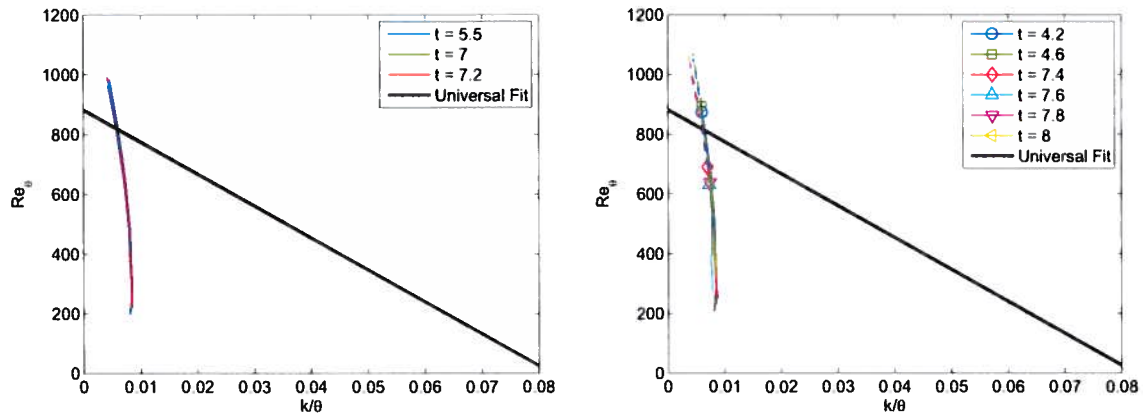 1200
1000
800
600
400
200
0
Re_θ
t = 5.5
t = 7
t = 7.2
Universal Fit
0 0.01 0.02 0.03 0.04 0.05 0.06 0.07 0.08
k/θ
1200
1000
800
600
400
200
0
Re_θ
t = 4.2
t = 4.6
t = 7.4
t = 7.6
t = 7.8
t = 8
Universal Fit
0 0.01 0.02 0.03 0.04 0.05 0.06 0.07 0.08
k/θ